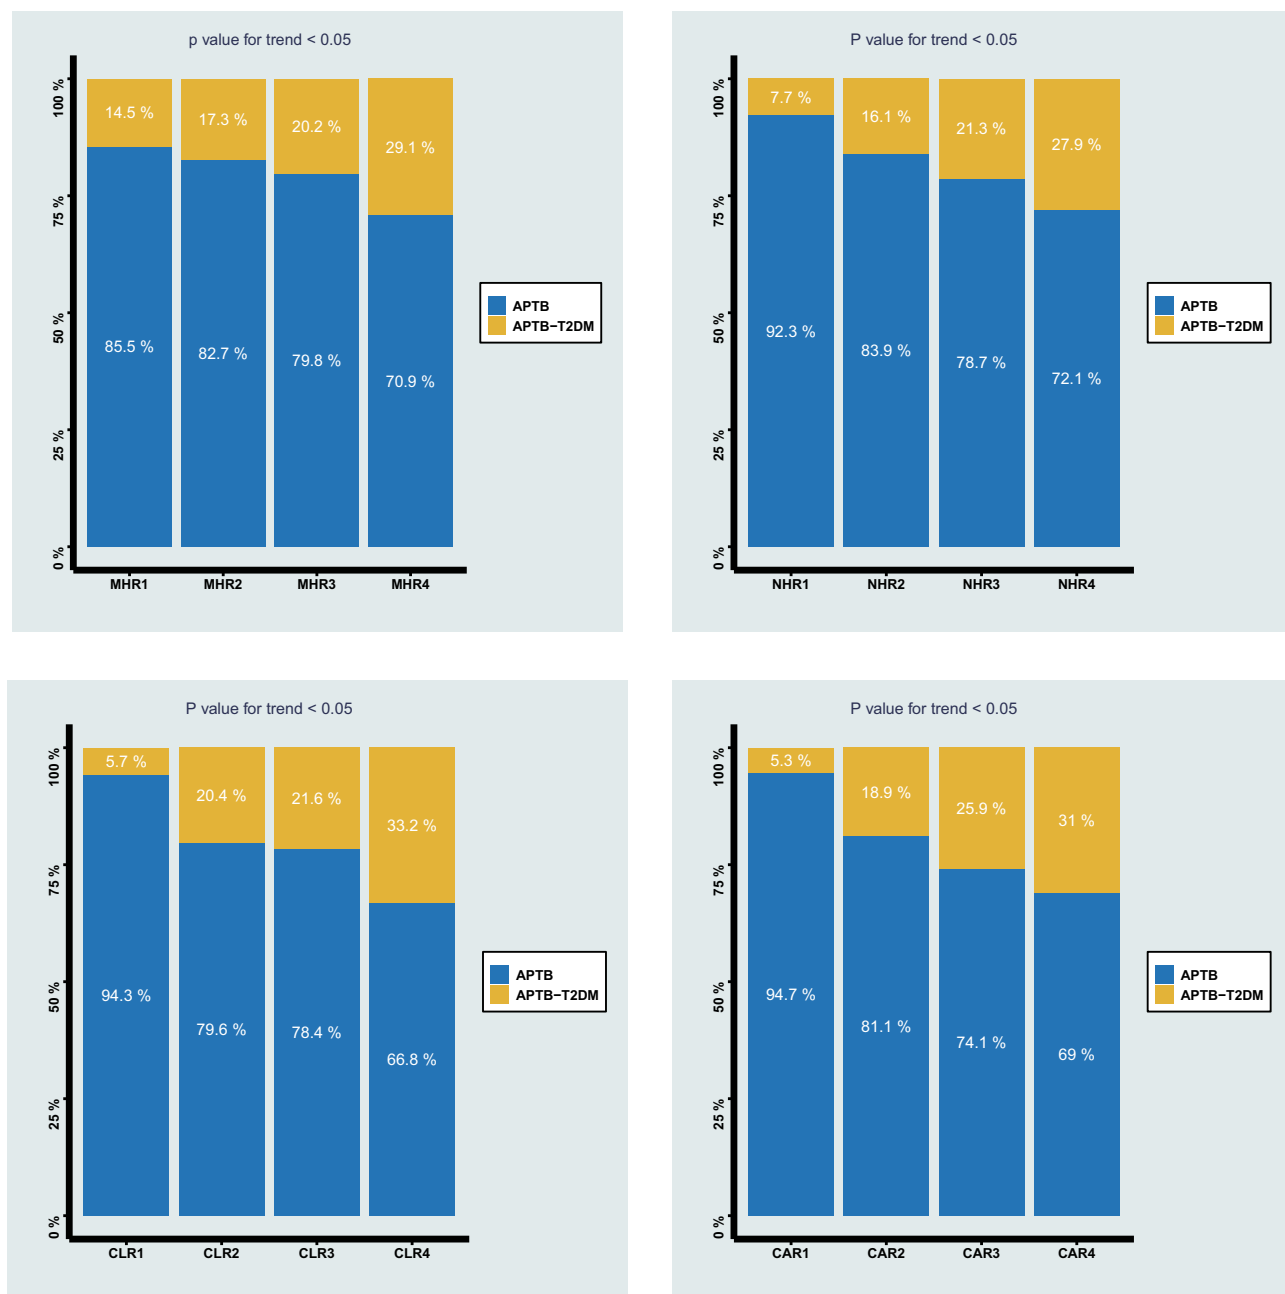 p value for trend < 0.05
100 %
75 %
50 %
25 %
0 %
14.5 %
17.3 %
20.2 %
29.1 %
85.5 %
82.7 %
79.8 %
70.9 %
MHR1
MHR2
MHR3
MHR4
APTB
APTB−T2DM
P value for trend < 0.05
100 %
75 %
50 %
25 %
0 %
7.7 %
16.1 %
21.3 %
27.9 %
92.3 %
83.9 %
78.7 %
72.1 %
NHR1
NHR2
NHR3
NHR4
APTB
APTB−T2DM
P value for trend < 0.05
100 %
75 %
50 %
25 %
0 %
5.7 %
20.4 %
21.6 %
33.2 %
94.3 %
79.6 %
78.4 %
66.8 %
CLR1
CLR2
CLR3
CLR4
APTB
APTB−T2DM
P value for trend < 0.05
100 %
75 %
50 %
25 %
0 %
5.3 %
18.9 %
25.9 %
31 %
94.7 %
81.1 %
74.1 %
69 %
CAR1
CAR2
CAR3
CAR4
APTB
APTB−T2DM